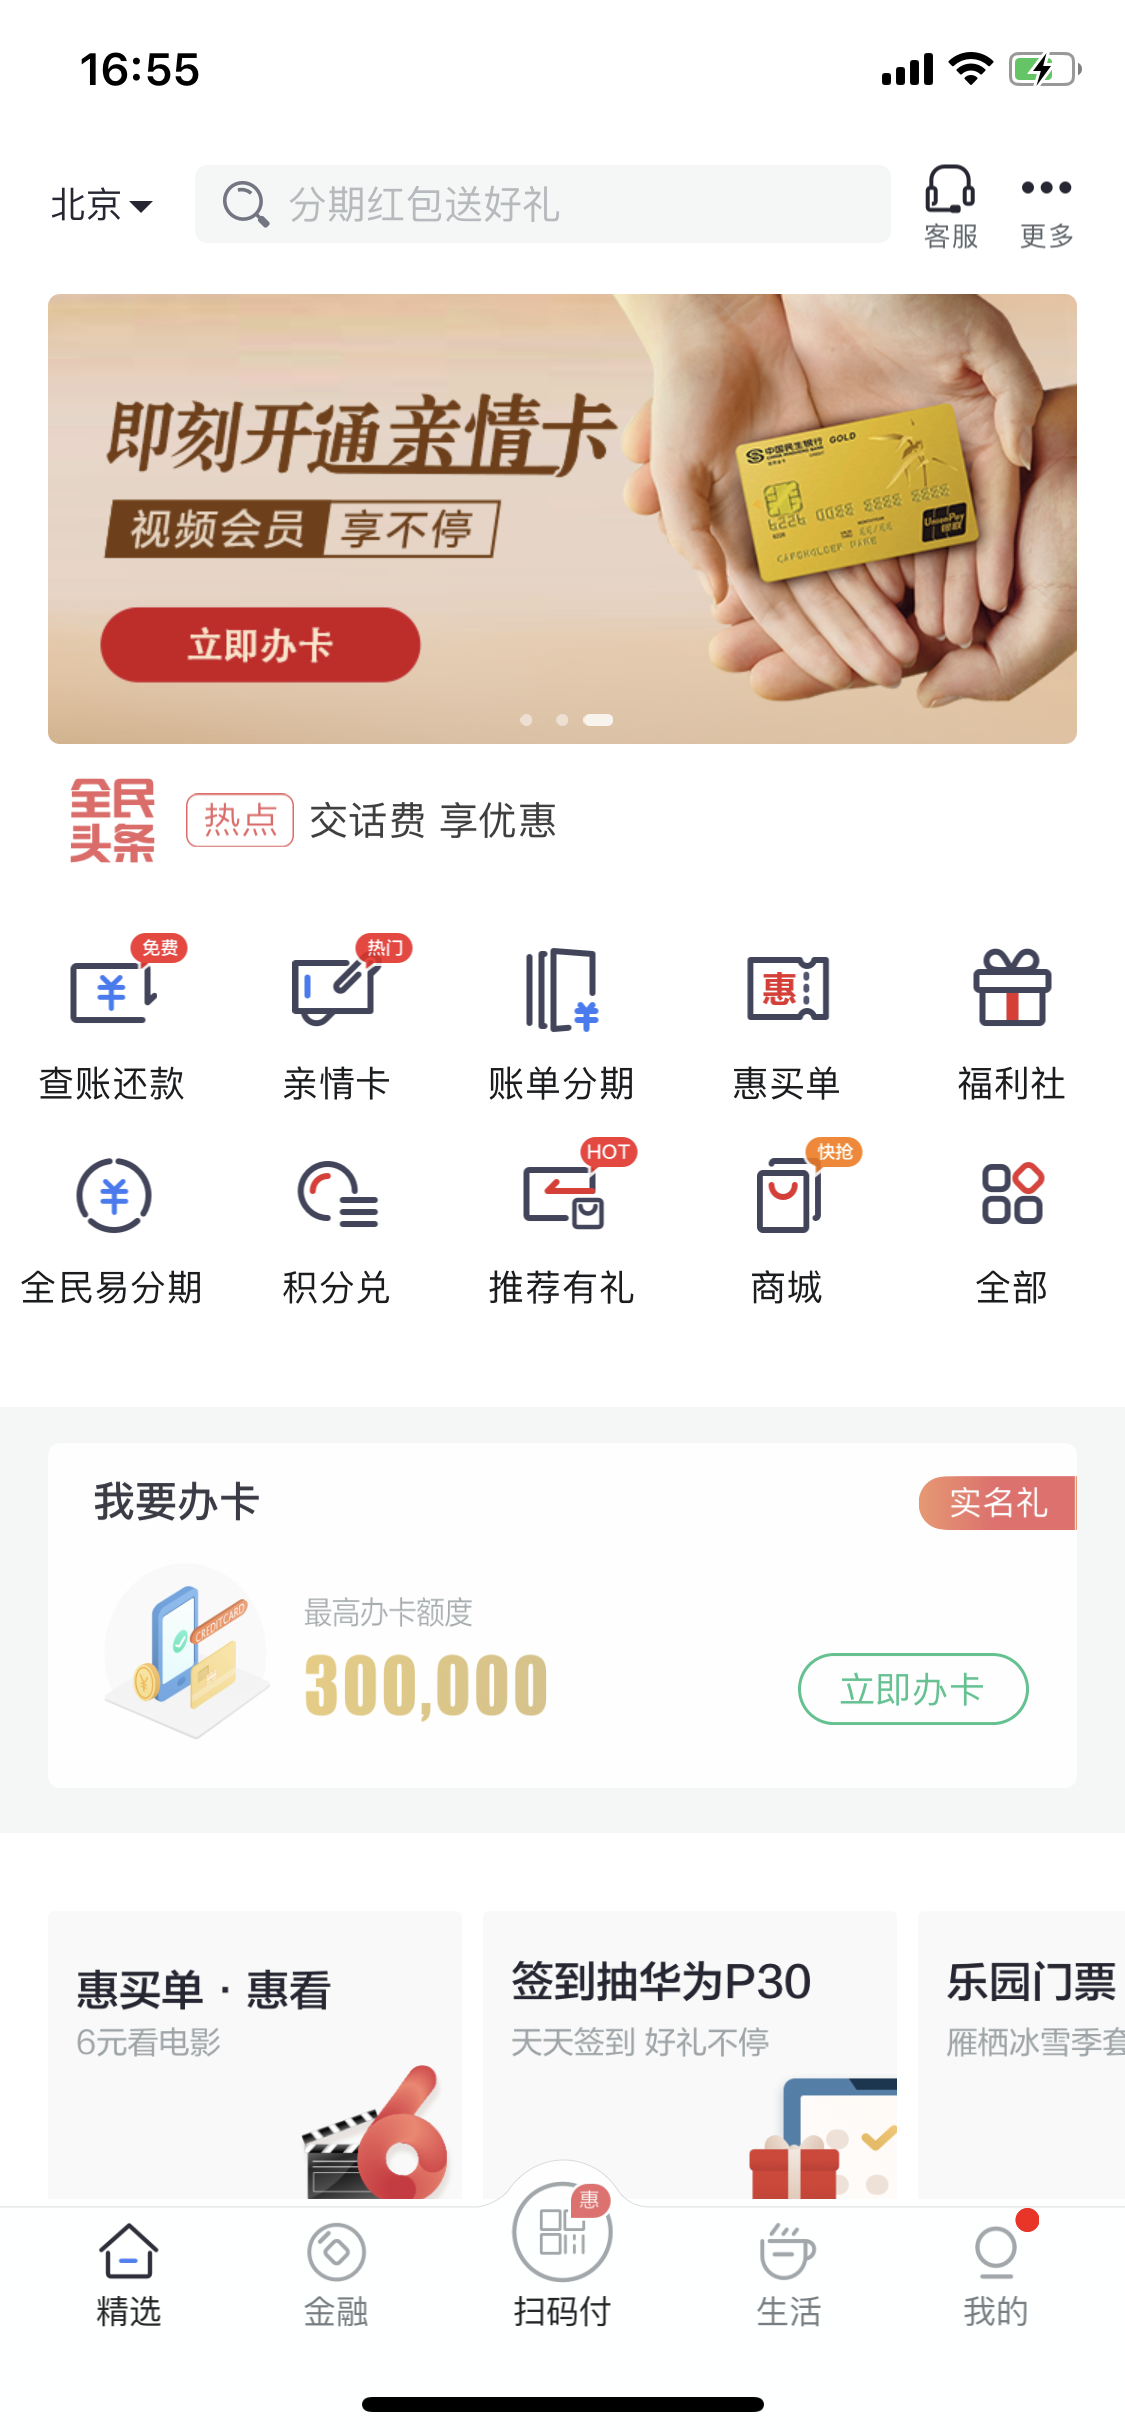 16:55
北京
分期红包送好礼
客服
更多
即刻开通亲情卡
视频会员 享不停
立即办卡
中国民生银行 GOLD
UnionPay
银联
全民
头条
热点 交话费 享优惠
免费
热门
惠
查账还款
亲情卡
账单分期
惠买单
福利社
HOT
快抢
全民易分期
积分兑
推荐有礼
商城
全部
我要办卡
实名礼
CREDITCARD
最高办卡额度
300,000
立即办卡
惠买单 · 惠看
6元看电影
签到抽华为P30
天天签到 好礼不停
乐园门票
雁栖冰雪季套
惠
精选
金融
扫码付
生活
我的